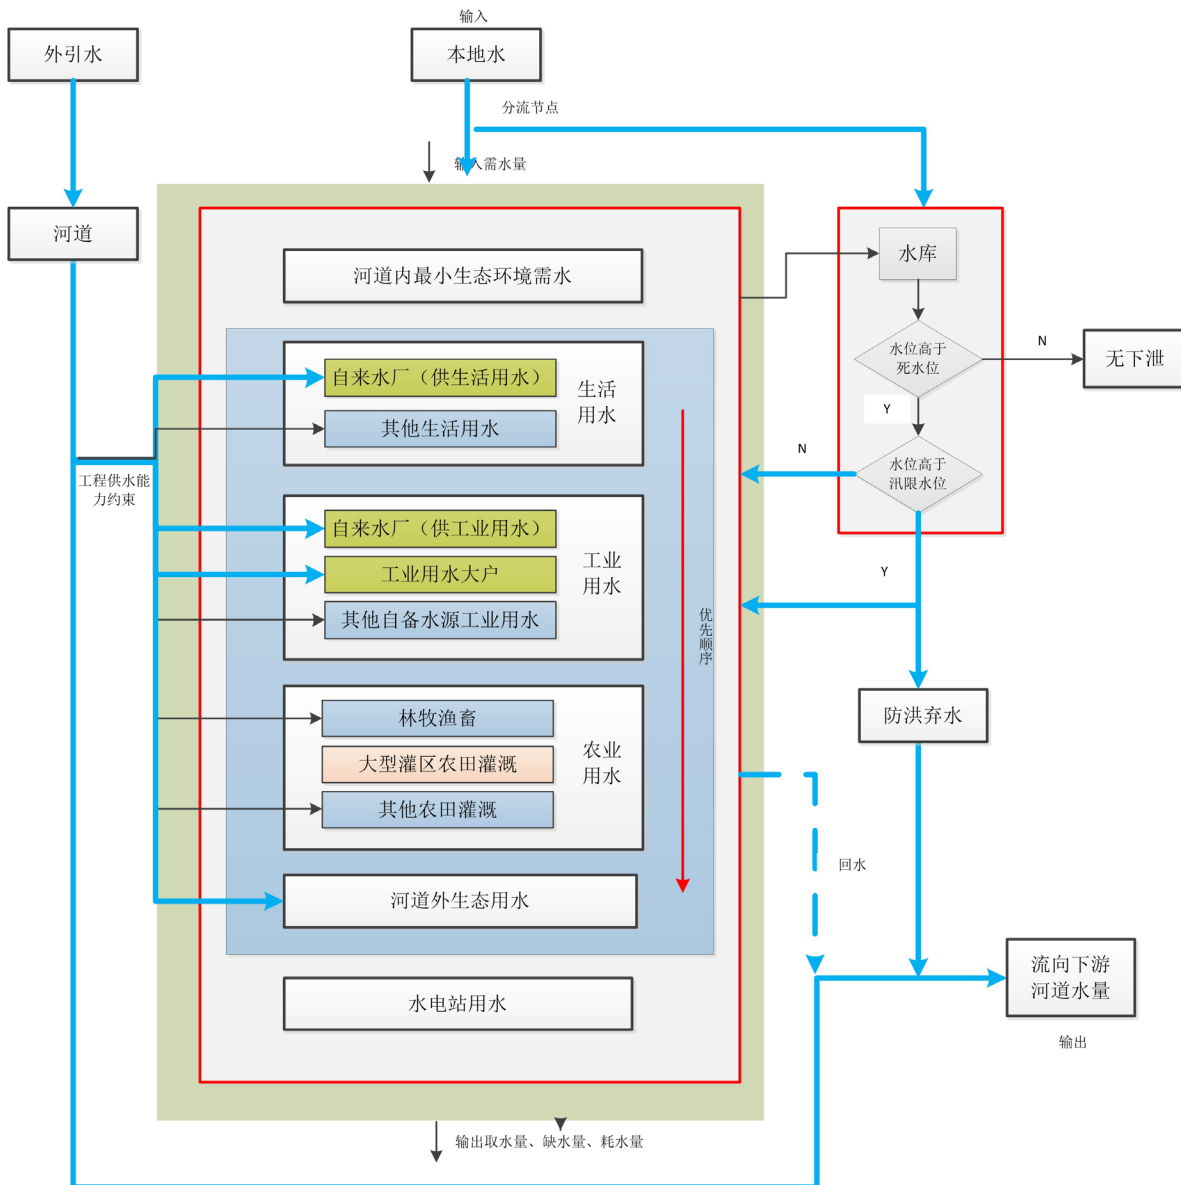 输入
外引水
本地水
分流节点
输入需水量
河道
水库
河道内最小生态环境需水
水位高于
死水位
N
无下泄
Y
自来水厂（供生活用水）
其他生活用水
生活
用水
N
水位高于
汛限水位
工程供水能
力约束
自来水厂（供工业用水）
工业用水大户
其他自备水源工业用水
工业
用水
Y
优先顺序
林牧渔畜
大型灌区农田灌溉
其他农田灌溉
农业
用水
防洪弃水
回水
河道外生态用水
流向下游
河道水量
水电站用水
输出
输出取水量、缺水量、耗水量